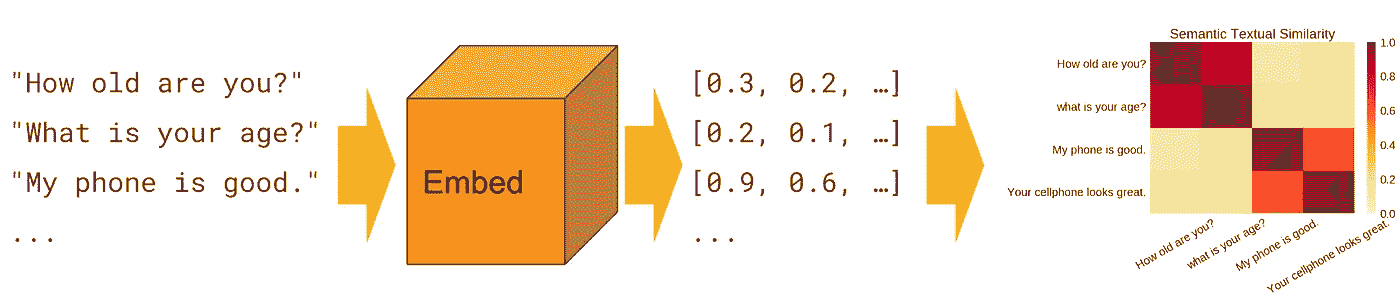 "How old are you?"
"What is your age?"
"My phone is good."
...
Embed
[0.3, 0.2, …]
[0.2, 0.1, …]
[0.9, 0.6, …]
...
Semantic Textual Similarity
How old are you?
what is your age?
My phone is good.
Your cellphone looks great.
How old are you?
what is your age?
My phone is good.
Your cellphone looks great.
1.0
0.8
0.6
0.4
0.2
0.0